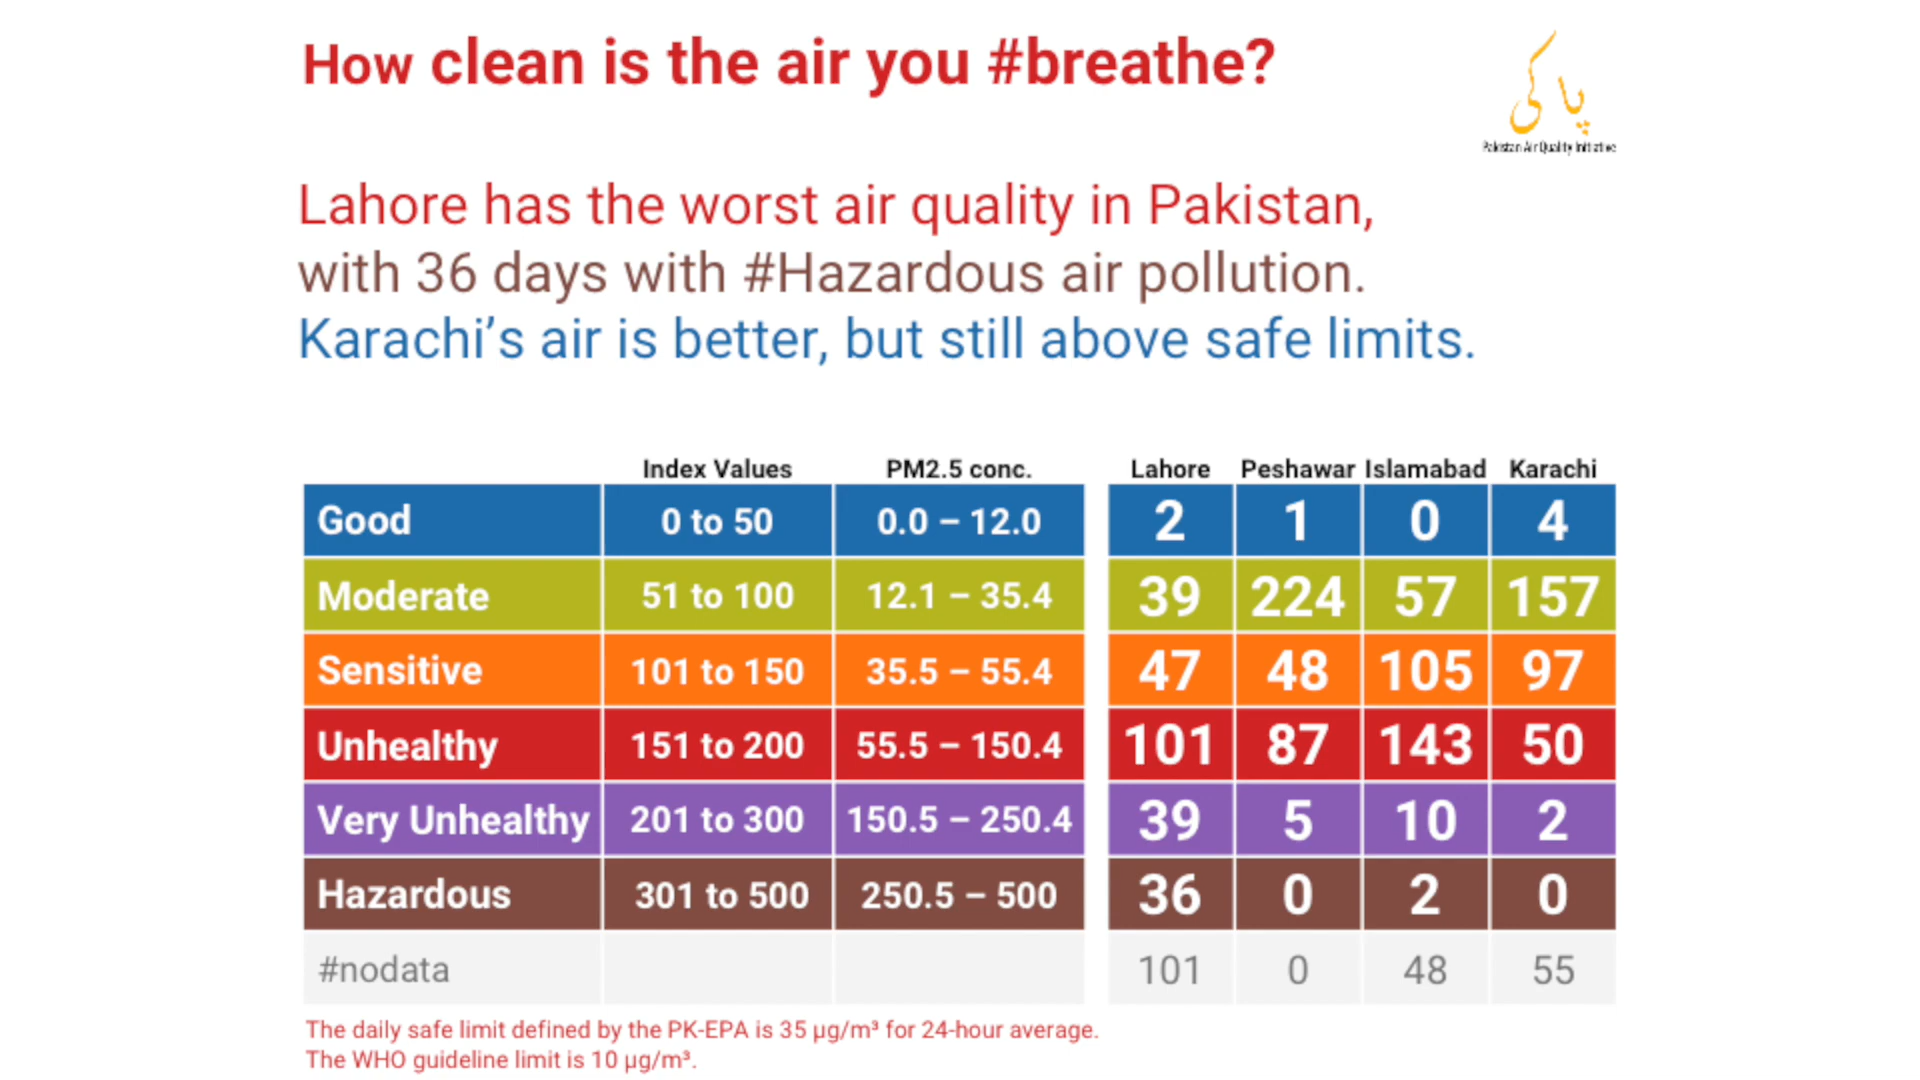 How clean is the air you #breathe?
پاکی
Pakistan Air Quality Initiative
Lahore has the worst air quality in Pakistan,
with 36 days with #Hazardous air pollution.
Karachi’s air is better, but still above safe limits.
Index Values PM2.5 conc. Lahore Peshawar Islamabad Karachi
Good 0 to 50 0.0 – 12.0 2 1 0 4
Moderate 51 to 100 12.1 – 35.4 39 224 57 157
Sensitive 101 to 150 35.5 – 55.4 47 48 105 97
Unhealthy 151 to 200 55.5 – 150.4 101 87 143 50
Very Unhealthy 201 to 300 150.5 – 250.4 39 5 10 2
Hazardous 301 to 500 250.5 – 500 36 0 2 0
#nodata 101 0 48 55
The daily safe limit defined by the PK-EPA is 35 µg/m³ for 24-hour average.
The WHO guideline limit is 10 µg/m³.